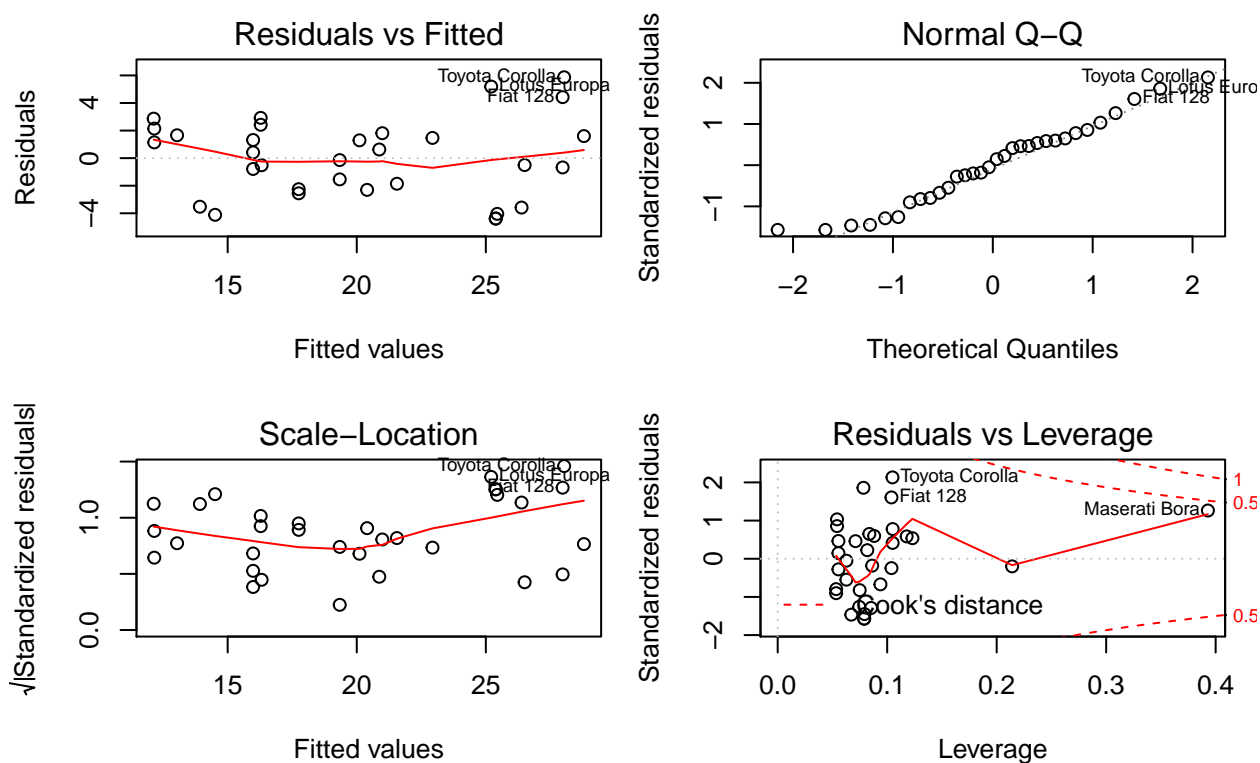 Residuals vs Fitted
Residuals
4
0
−4
Toyota Corolla
Lotus Europa
Fiat 128
15 20 25
Fitted values
Normal Q−Q
Standardized residuals
2
1
−1
Toyota Corolla
Lotus Euro
Fiat 128
−2 −1 0 1 2
Theoretical Quantiles
Scale−Location
√|Standardized residuals|
1.0
0.0
Toyota Corolla
Lotus Europa
Fiat 128
15 20 25
Fitted values
Residuals vs Leverage
Standardized residuals
2
1
0
−2
Toyota Corolla
Fiat 128
Maserati Bora
Cook's distance
1
0.5
0.5
0.0 0.1 0.2 0.3 0.4
Leverage